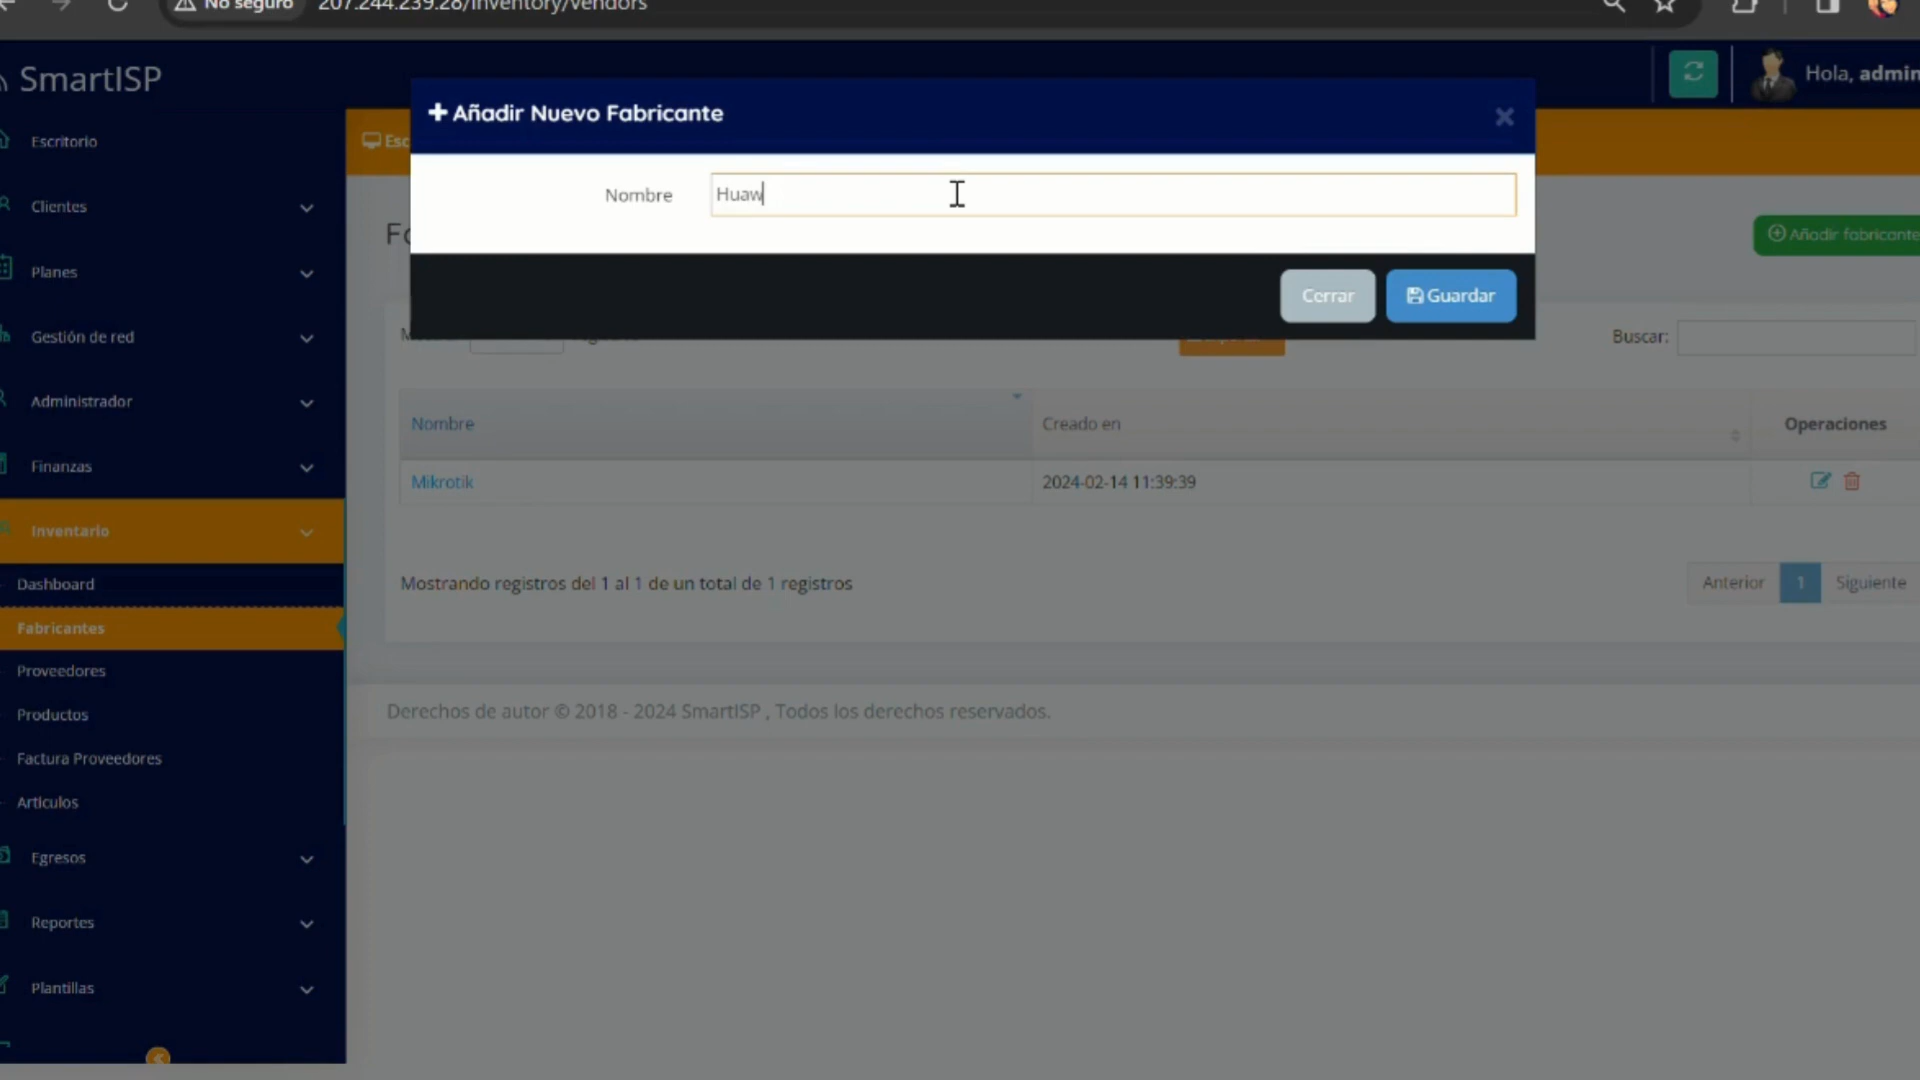 No seguro 207.244.239.28/inventory/vendors
SmartISP
Hola, admin
Añadir Nuevo Fabricante
Nombre Huaw
Cerrar Guardar
Escritorio
Clientes
Planes
Gestión de red
Administrador
Finanzas
Inventario
Dashboard
Fabricantes
Proveedores
Productos
Factura Proveedores
Articulos
Egresos
Reportes
Plantillas
Esc
Añadir fabricante
Buscar:
Nombre Creado en Operaciones
Mikrotik 2024-02-14 11:39:39
Mostrando registros del 1 al 1 de un total de 1 registros
Anterior 1 Siguiente
Derechos de autor © 2018 - 2024 SmartISP , Todos los derechos reservados.